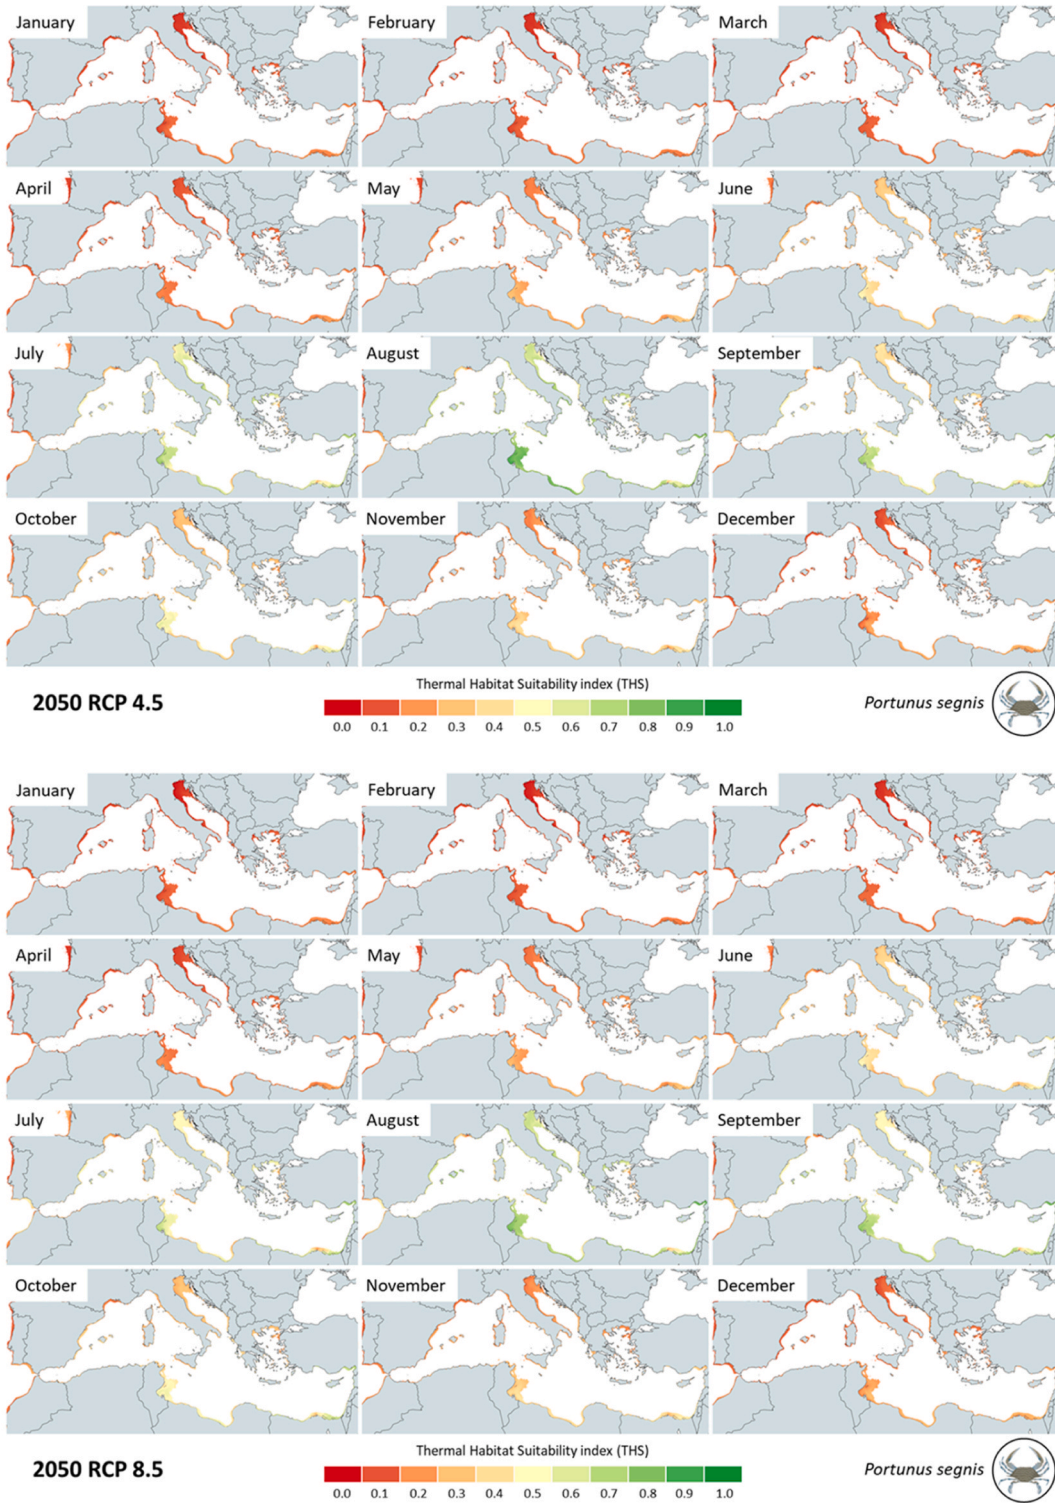 January
February
March
April
May
June
July
August
September
October
November
December
2050 RCP 4.5
Thermal Habitat Suitability index (THS)
0.0 0.1 0.2 0.3 0.4 0.5 0.6 0.7 0.8 0.9 1.0
Portunus segnis
January
February
March
April
May
June
July
August
September
October
November
December
2050 RCP 8.5
Thermal Habitat Suitability index (THS)
0.0 0.1 0.2 0.3 0.4 0.5 0.6 0.7 0.8 0.9 1.0
Portunus segnis